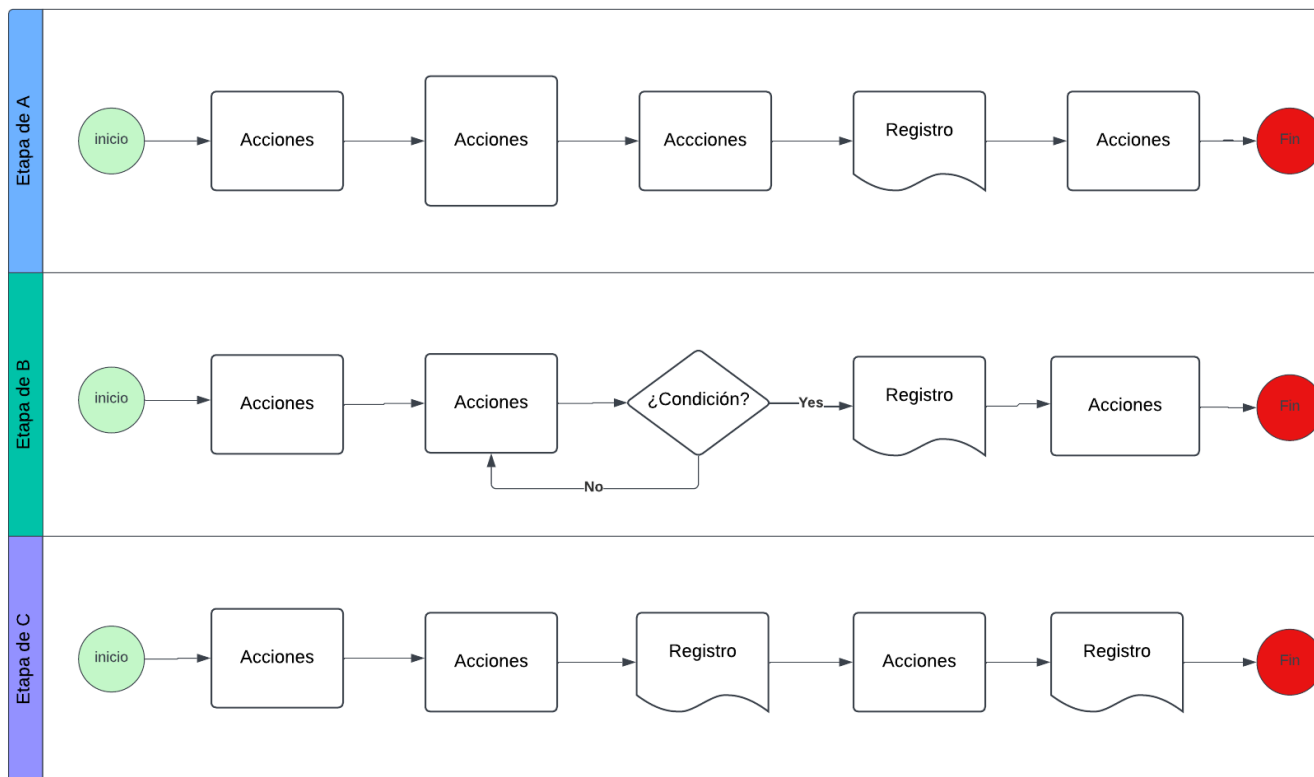 Etapa de A
inicio
Acciones
Acciones
Accciones
Registro
Acciones
Fin
Etapa de B
inicio
Acciones
Acciones
¿Condición?
Yes
No
Registro
Acciones
Fin
Etapa de C
inicio
Acciones
Acciones
Registro
Acciones
Registro
Fin